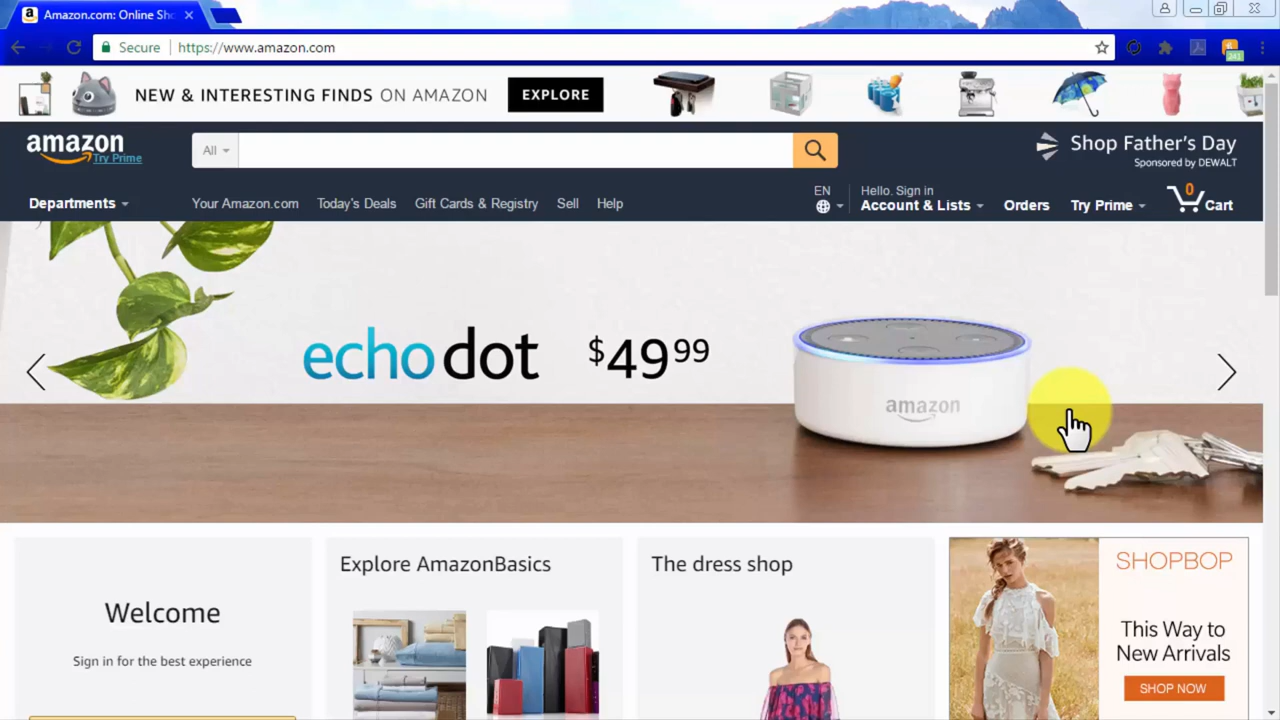 Amazon.com: Online Sho
Secure https://www.amazon.com
241
NEW & INTERESTING FINDS ON AMAZON EXPLORE
amazon
Try Prime
All
Shop Father's Day
Sponsored by DEWALT
Departments
Your Amazon.com Today's Deals Gift Cards & Registry Sell Help
EN
Hello. Sign in
Account & Lists
Orders
Try Prime
0
Cart
echo dot $49 99
amazon
Welcome
Sign in for the best experience
Explore AmazonBasics
The dress shop
SHOPBOP
This Way to
New Arrivals
SHOP NOW